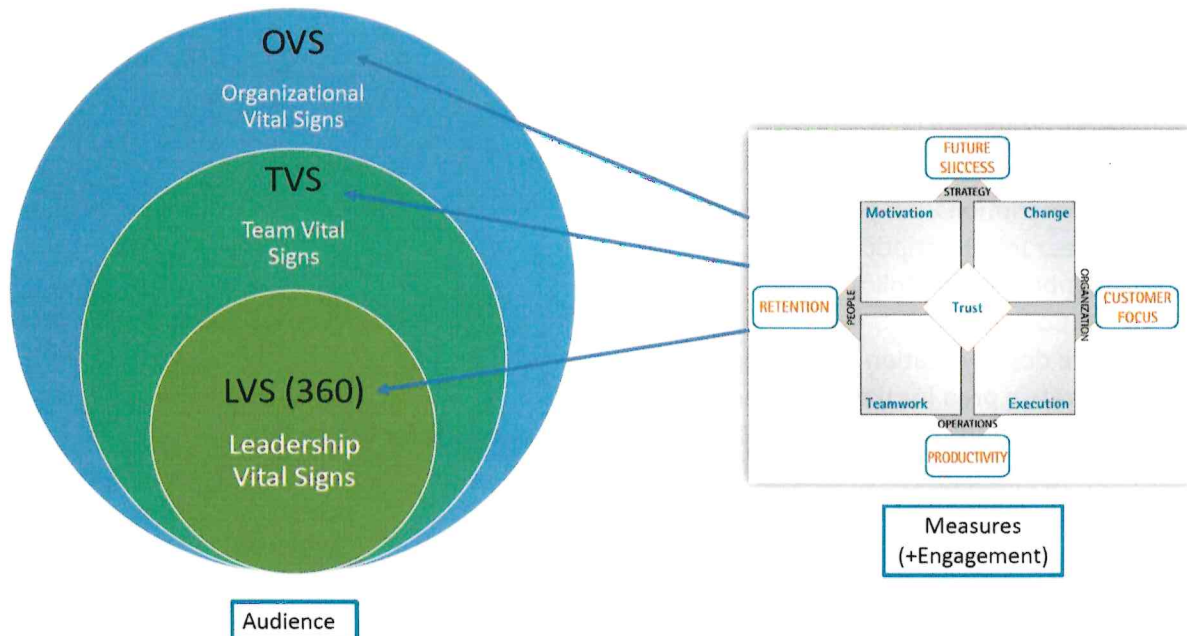 OVS
Organizational
Vital Signs
TVS
Team Vital
Signs
LVS (360)
Leadership
Vital Signs
Audience
FUTURE
SUCCESS
STRATEGY
Motivation
Change
RETENTION
PEOPLE
Trust
ORGANIZATION
CUSTOMER
FOCUS
Teamwork
Execution
OPERATIONS
PRODUCTIVITY
Measures
(+Engagement)